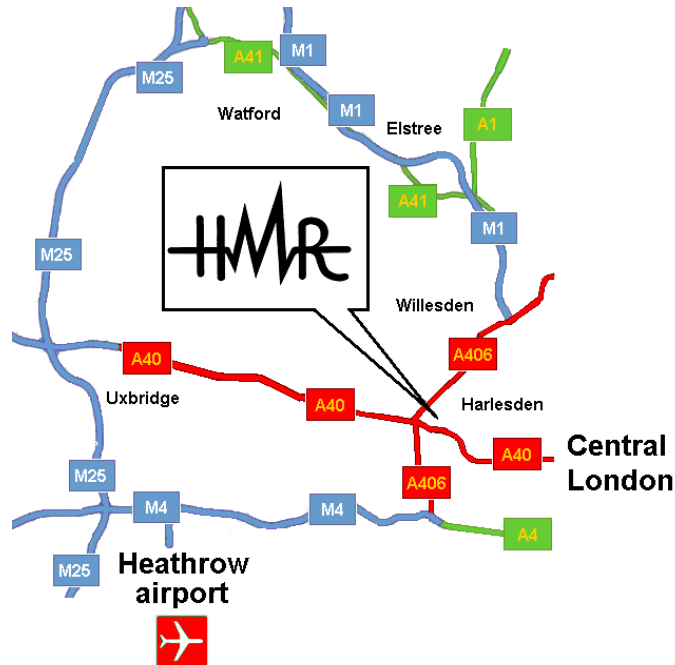 A41
M1
M25
M1
Watford
Elstree
A1
A41
M1
HMR
M25
Willesden
A406
A40
A40
Uxbridge
Harlesden
A40
Central
London
M25
A406
M4
M4
A4
M25
Heathrow
airport